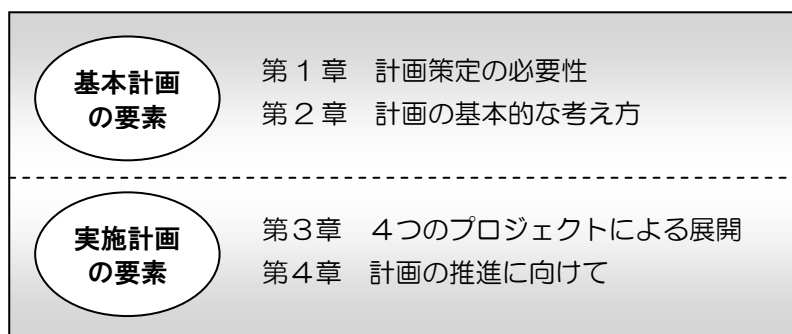 基本計画
の要素
第１章　計画策定の必要性
第２章　計画の基本的な考え方
実施計画
の要素
第３章　４つのプロジェクトによる展開
第４章　計画の推進に向けて